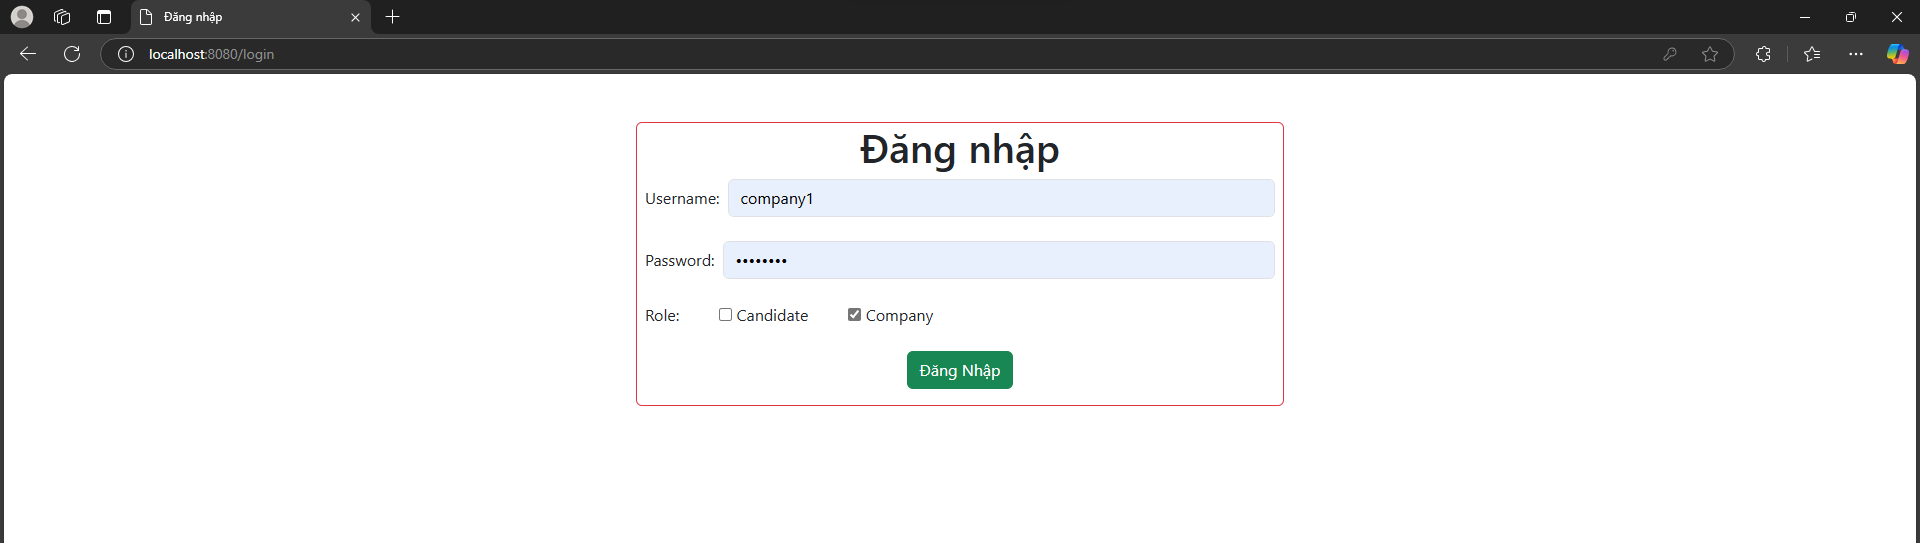 Đăng nhập
localhost:8080/login
Đăng nhập
Username: company1
Password: ••••••••
Role: Candidate Company
Đăng Nhập